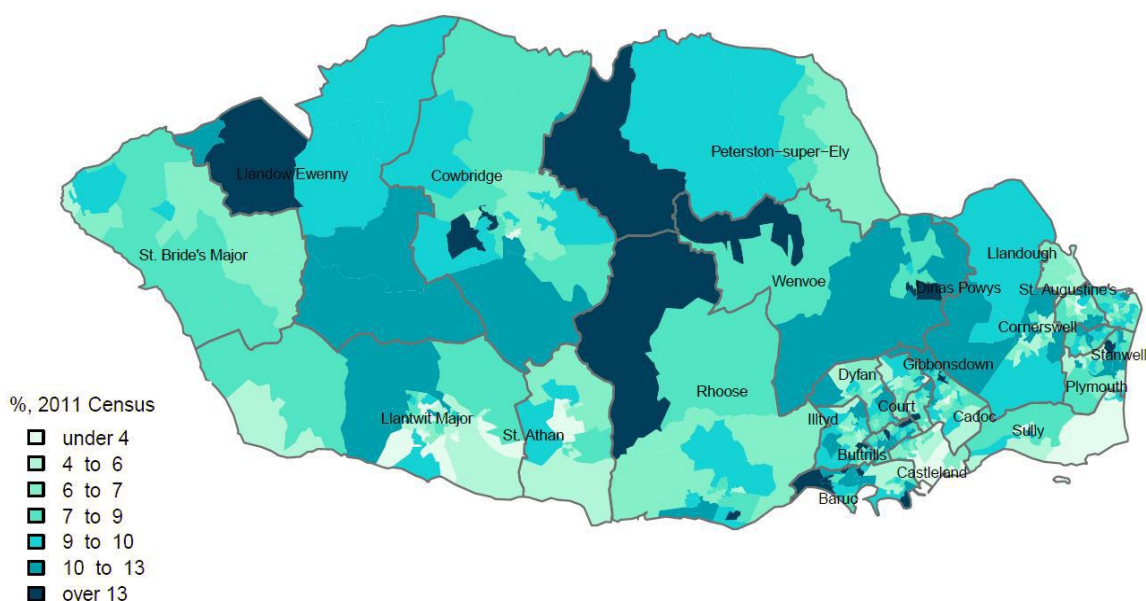 Peterston-super-Ely
Llandow/Ewenny
Cowbridge
St. Bride's Major
Llandough
Wenvoe
Dinas Powys
St. Augustine's
Cornerswell
Stanwell
Gibbonsdown
Dyfan
Plymouth
Rhoose
Illtyd
Court
Cadoc
Llantwit Major
St. Athan
Sully
Buttrills
Castleland
Baruc
%, 2011 Census
under 4
4 to 6
6 to 7
7 to 9
9 to 10
10 to 13
over 13